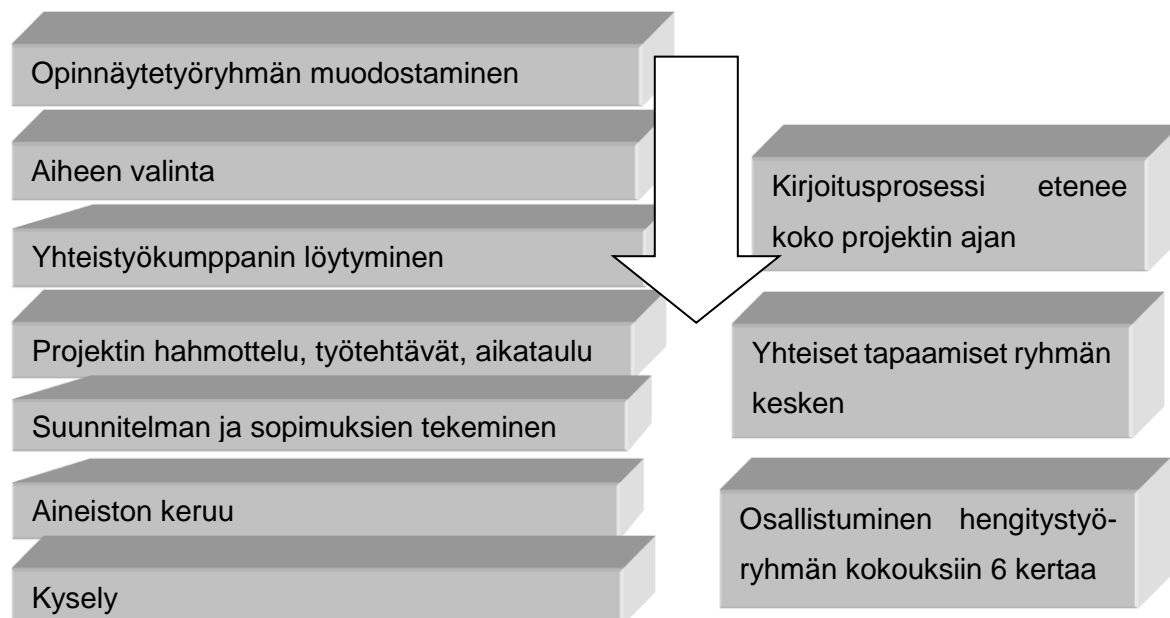 Opinnäytetyöryhmän muodostaminen
Aiheen valinta
Yhteistyökumppanin löytyminen
Projektin hahmottelu, työtehtävät, aikataulu
Suunnitelman ja sopimuksien tekeminen
Aineiston keruu
Kysely
Kirjoitusprosessi etenee
koko projektin ajan
Yhteiset tapaamiset ryhmän
kesken
Osallistuminen hengitystyö-
ryhmän kokouksiin 6 kertaa